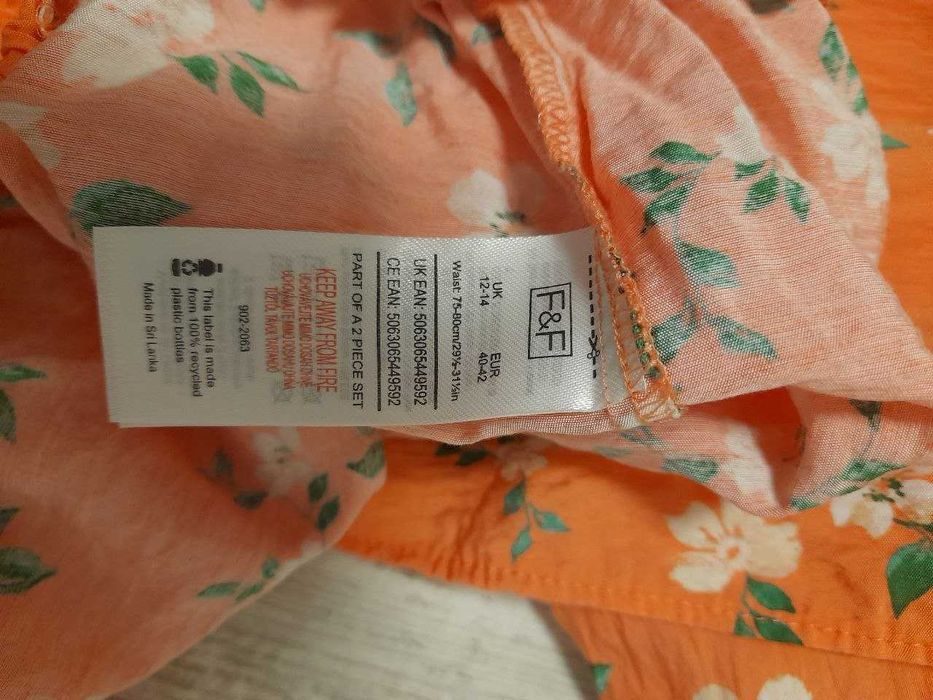 F&F
UK
12-14
EUR
40-42
Waist: 75-80cm/29½-31½in
UK EAN: 5063065449592
CE EAN: 5063065449592
PART OF A 2 PIECE SET
KEEP AWAY FROM FIRE
902-2063
This label is made
from 100% recycled
plastic bottles
Made in Sri Lanka